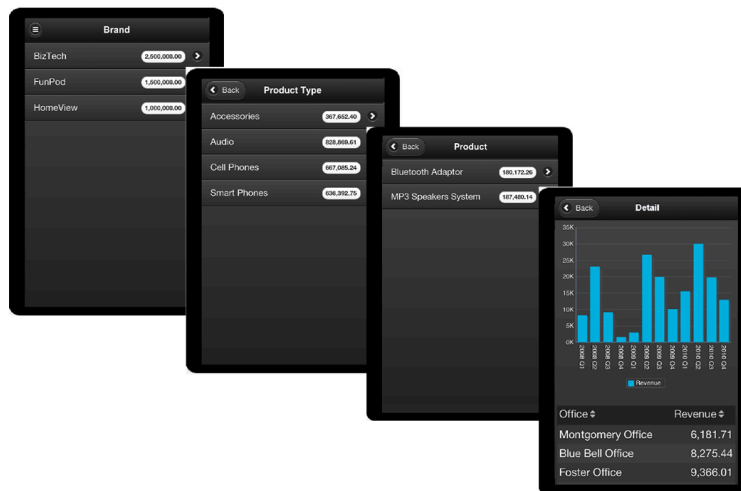 Brand
BizTech 2,500,000.00
FunPod 1,500,000.00
HomeView 1,000,000.00
Back Product Type
Accessories 367,652.40
Audio 828,869.61
Cell Phones 667,085.24
Smart Phones 636,392.75
Back Product
Bluetooth Adaptor 180,172.26
MP3 Speakers System 187,480.14
Back Detail
35K
30K
25K
20K
15K
10K
5K
0K
2008 Q1 2008 Q2 2008 Q3 2008 Q4 2009 Q1 2009 Q2 2009 Q3 2009 Q4 2010 Q1 2010 Q2 2010 Q3 2010 Q4
Revenue
Office Revenue
Montgomery Office 6,181.71
Blue Bell Office 8,275.44
Foster Office 9,366.01